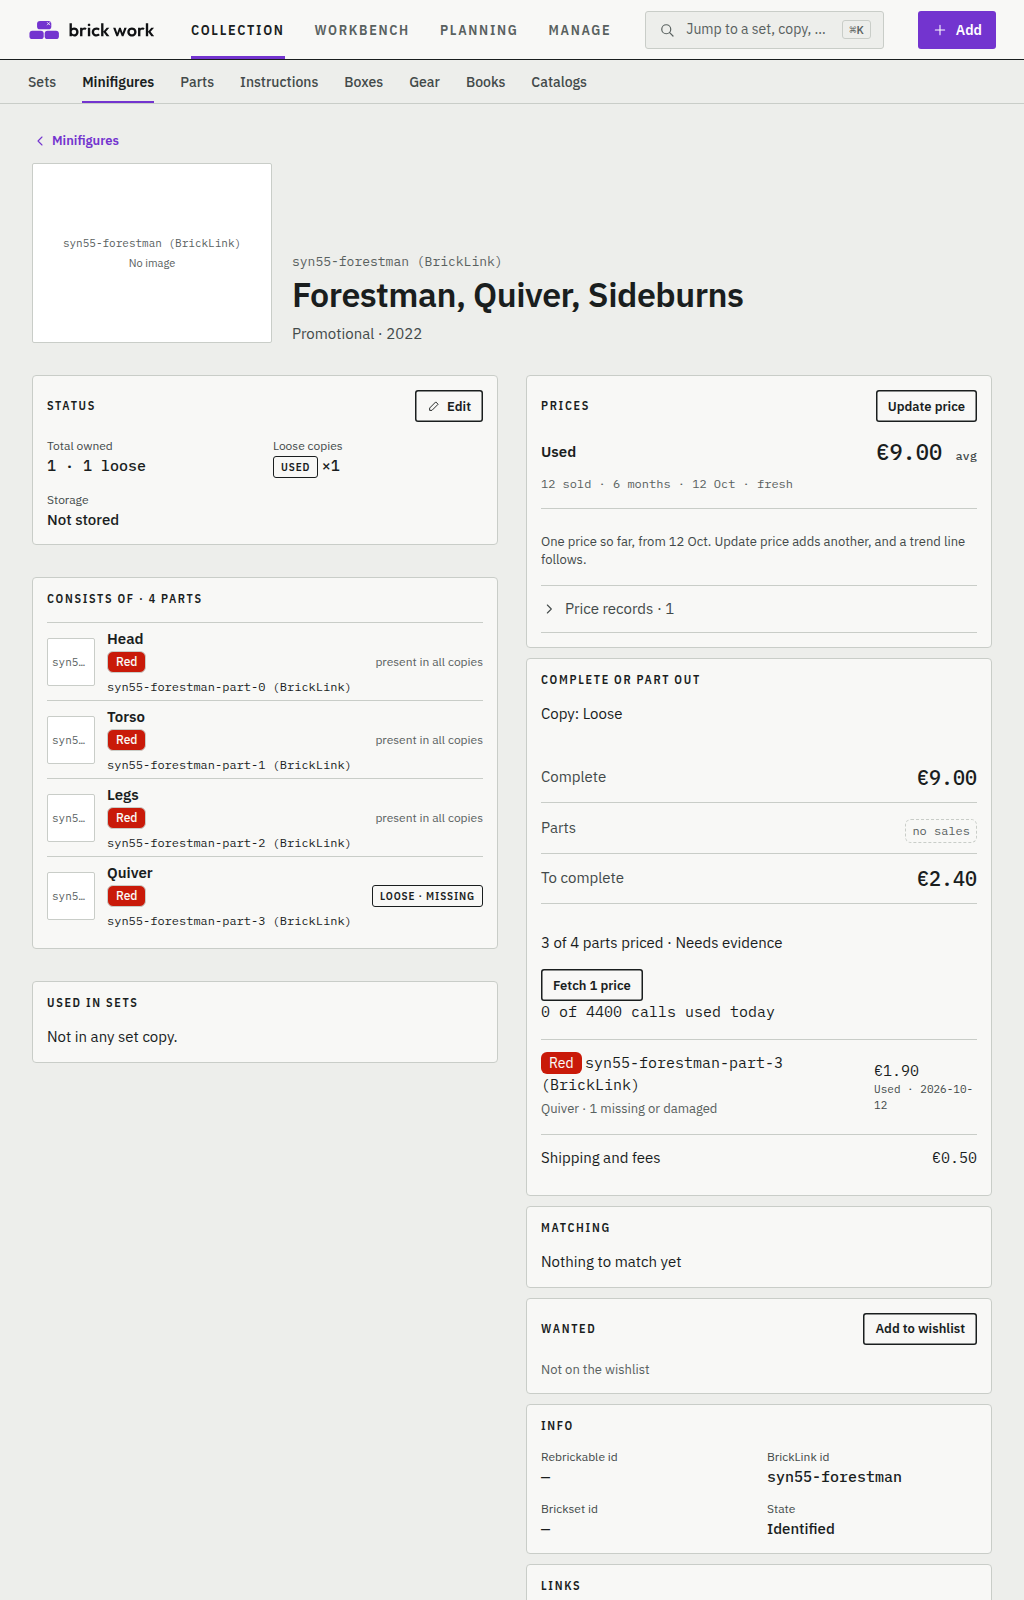 brick work
COLLECTION
WORKBENCH
PLANNING
MANAGE
Jump to a set, copy, ...
⌘K
Add
Sets
Minifigures
Parts
Instructions
Boxes
Gear
Books
Catalogs
Minifigures
syn55-forestman (BrickLink)
No image
syn55-forestman (BrickLink)
Forestman, Quiver, Sideburns
Promotional · 2022
STATUS
Edit
Total owned
1 · 1 loose
Loose copies
USED ×1
Storage
Not stored
CONSISTS OF · 4 PARTS
syn5…
Head
Red
syn55-forestman-part-0 (BrickLink)
present in all copies
syn5…
Torso
Red
syn55-forestman-part-1 (BrickLink)
present in all copies
syn5…
Legs
Red
syn55-forestman-part-2 (BrickLink)
present in all copies
syn5…
Quiver
Red
syn55-forestman-part-3 (BrickLink)
LOOSE · MISSING
USED IN SETS
Not in any set copy.
PRICES
Update price
Used
€9.00 avg
12 sold · 6 months · 12 Oct · fresh
One price so far, from 12 Oct. Update price adds another, and a trend line
follows.
Price records · 1
COMPLETE OR PART OUT
Copy: Loose
Complete
€9.00
Parts
no sales
To complete
€2.40
3 of 4 parts priced · Needs evidence
Fetch 1 price
0 of 4400 calls used today
Red syn55-forestman-part-3
(BrickLink)
Quiver · 1 missing or damaged
€1.90
Used · 2026-10-
12
Shipping and fees
€0.50
MATCHING
Nothing to match yet
WANTED
Add to wishlist
Not on the wishlist
INFO
Rebrickable id
—
BrickLink id
syn55-forestman
Brickset id
—
State
Identified
LINKS